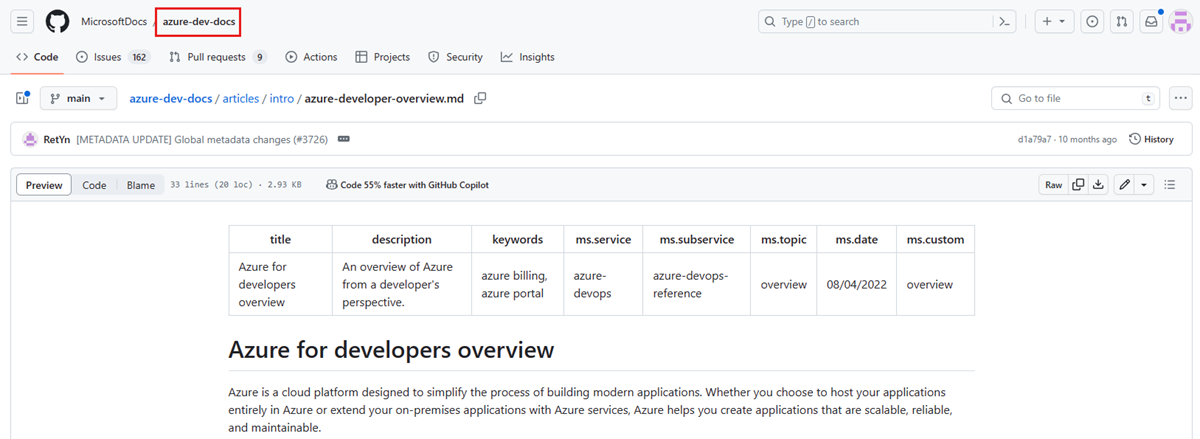 MicrosoftDocs / azure-dev-docs Type / to search
Code Issues 162 Pull requests 9 Actions Projects Security Insights
main azure-dev-docs / articles / intro / azure-developer-overview.md Go to file t
RetYn [METADATA UPDATE] Global metadata changes (#3726) d1a79a7 · 10 months ago History
Preview Code Blame 33 lines (20 loc) · 2.93 KB Code 55% faster with GitHub Copilot Raw
title description keywords ms.service ms.subservice ms.topic ms.date ms.custom
Azure for developers overview An overview of Azure from a developer's perspective. azure billing, azure portal azure-devops azure-devops-reference overview 08/04/2022 overview
Azure for developers overview
Azure is a cloud platform designed to simplify the process of building modern applications. Whether you choose to host your applications
entirely in Azure or extend your on-premises applications with Azure services, Azure helps you create applications that are scalable, reliable,
and maintainable.